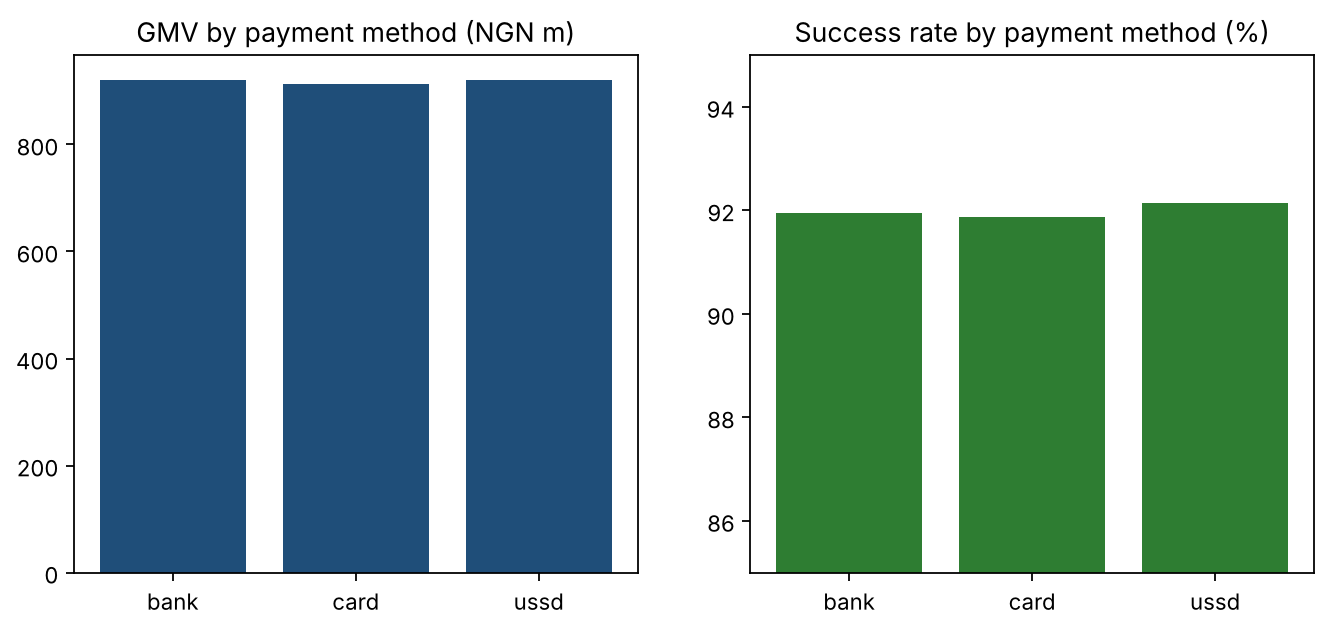 GMV by payment method (NGN m)
800
600
400
200
0
bank card ussd
Success rate by payment method (%)
94
92
90
88
86
bank card ussd